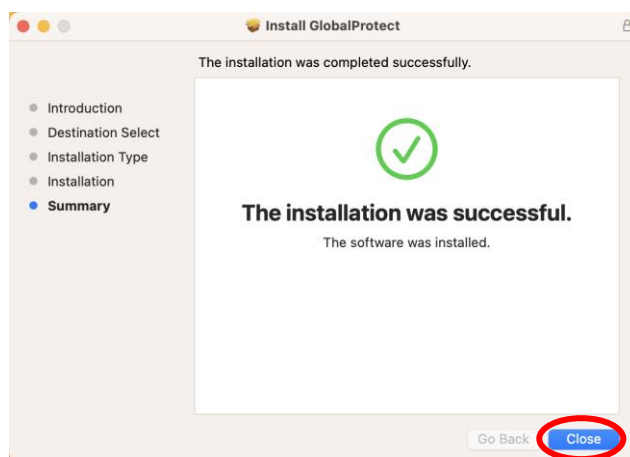 Install GlobalProtect
The installation was completed successfully.
Introduction
Destination Select
Installation Type
Installation
Summary
The installation was successful.
The software was installed.
Go Back
Close